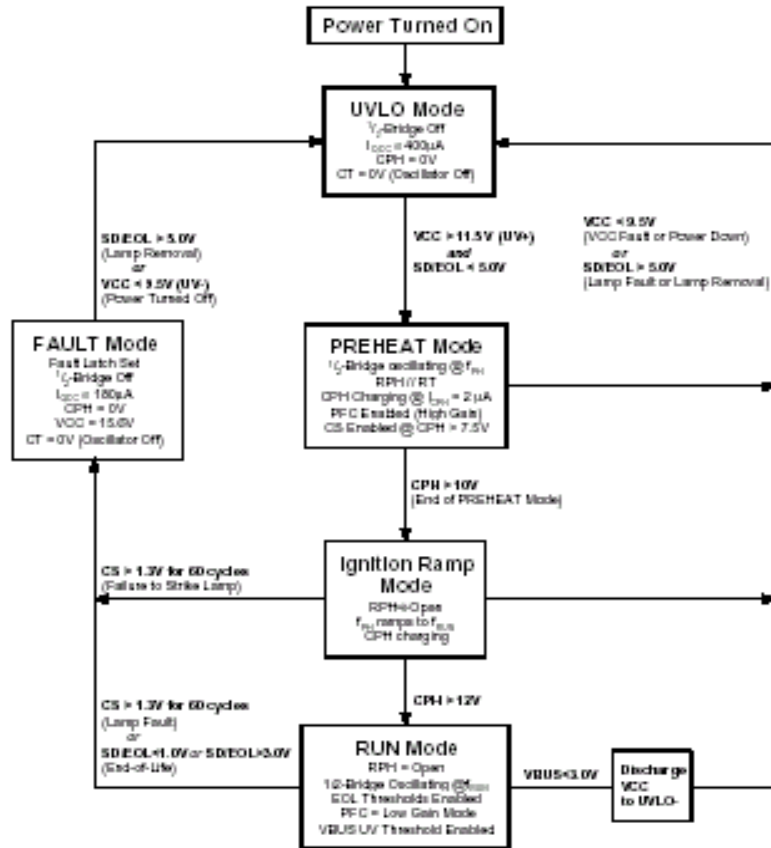 Power Turned On
UVLO Mode
1/2-Bridge Off
IQCC = 400µA
CPH = 0V
CT = 0V (Oscillator Off)
SD/EOL > 5.0V
(Lamp Removal)
or
VCC < 9.5V (UV-)
(Power Turned Off)
VCC > 11.5V (UV+)
and
SD/EOL < 5.0V
VCC < 9.5V
(VCC Fault or Power Down)
or
SD/EOL > 5.0V
(Lamp Fault or Lamp Removal)
FAULT Mode
Fault Latch Set
1/2-Bridge Off
IQCC = 180µA
CPH = 0V
VCC = 15.6V
CT = 0V (Oscillator Off)
PREHEAT Mode
1/2-Bridge oscillating @ fPH
RPH // RT
CPH Charging @ ICPH = 2 µA
PFC Enabled (High Gain)
CS Enabled @ CPH > 7.5V
CPH > 10V
(End of PREHEAT Mode)
Ignition Ramp
Mode
RPH Open
fPH ramps to fRUN
CPH charging
CS > 1.3V for 60 cycles
(Failure to Strike Lamp)
CPH > 12V
CS > 1.3V for 60 cycles
(Lamp Fault)
or
SD/EOL<1.0V or SD/EOL>3.0V
(End-of-Life)
RUN Mode
RPH = Open
1/2-Bridge Oscillating @fRUN
EOL Thresholds Enabled
PFC = Low Gain Mode
VBUS UV Threshold Enabled
VBUS<3.0V
Discharge
VCC
to UVLO-